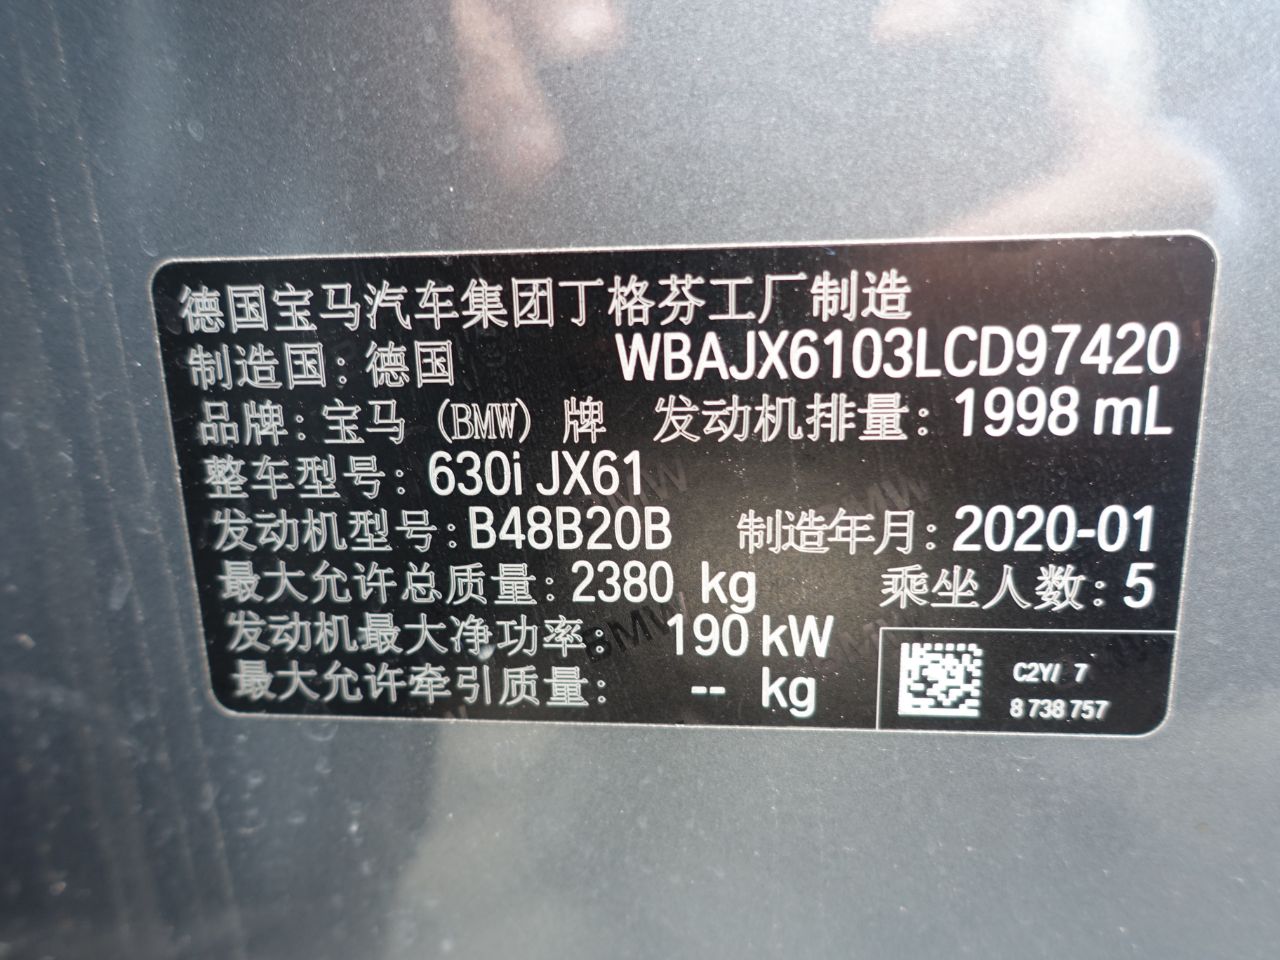 德国宝马汽车集团丁格芬工厂制造
制造国：德国 WBAJX6103LCD97420
品牌：宝马 (BMW) 牌 发动机排量：1998 mL
整车型号：630i JX61
发动机型号：B48B20B 制造年月：2020-01
最大允许总质量：2380 kg 乘坐人数：5
发动机最大净功率： 190 kW
最大允许牵引质量： -- kg
C2YI 7
8 738 757